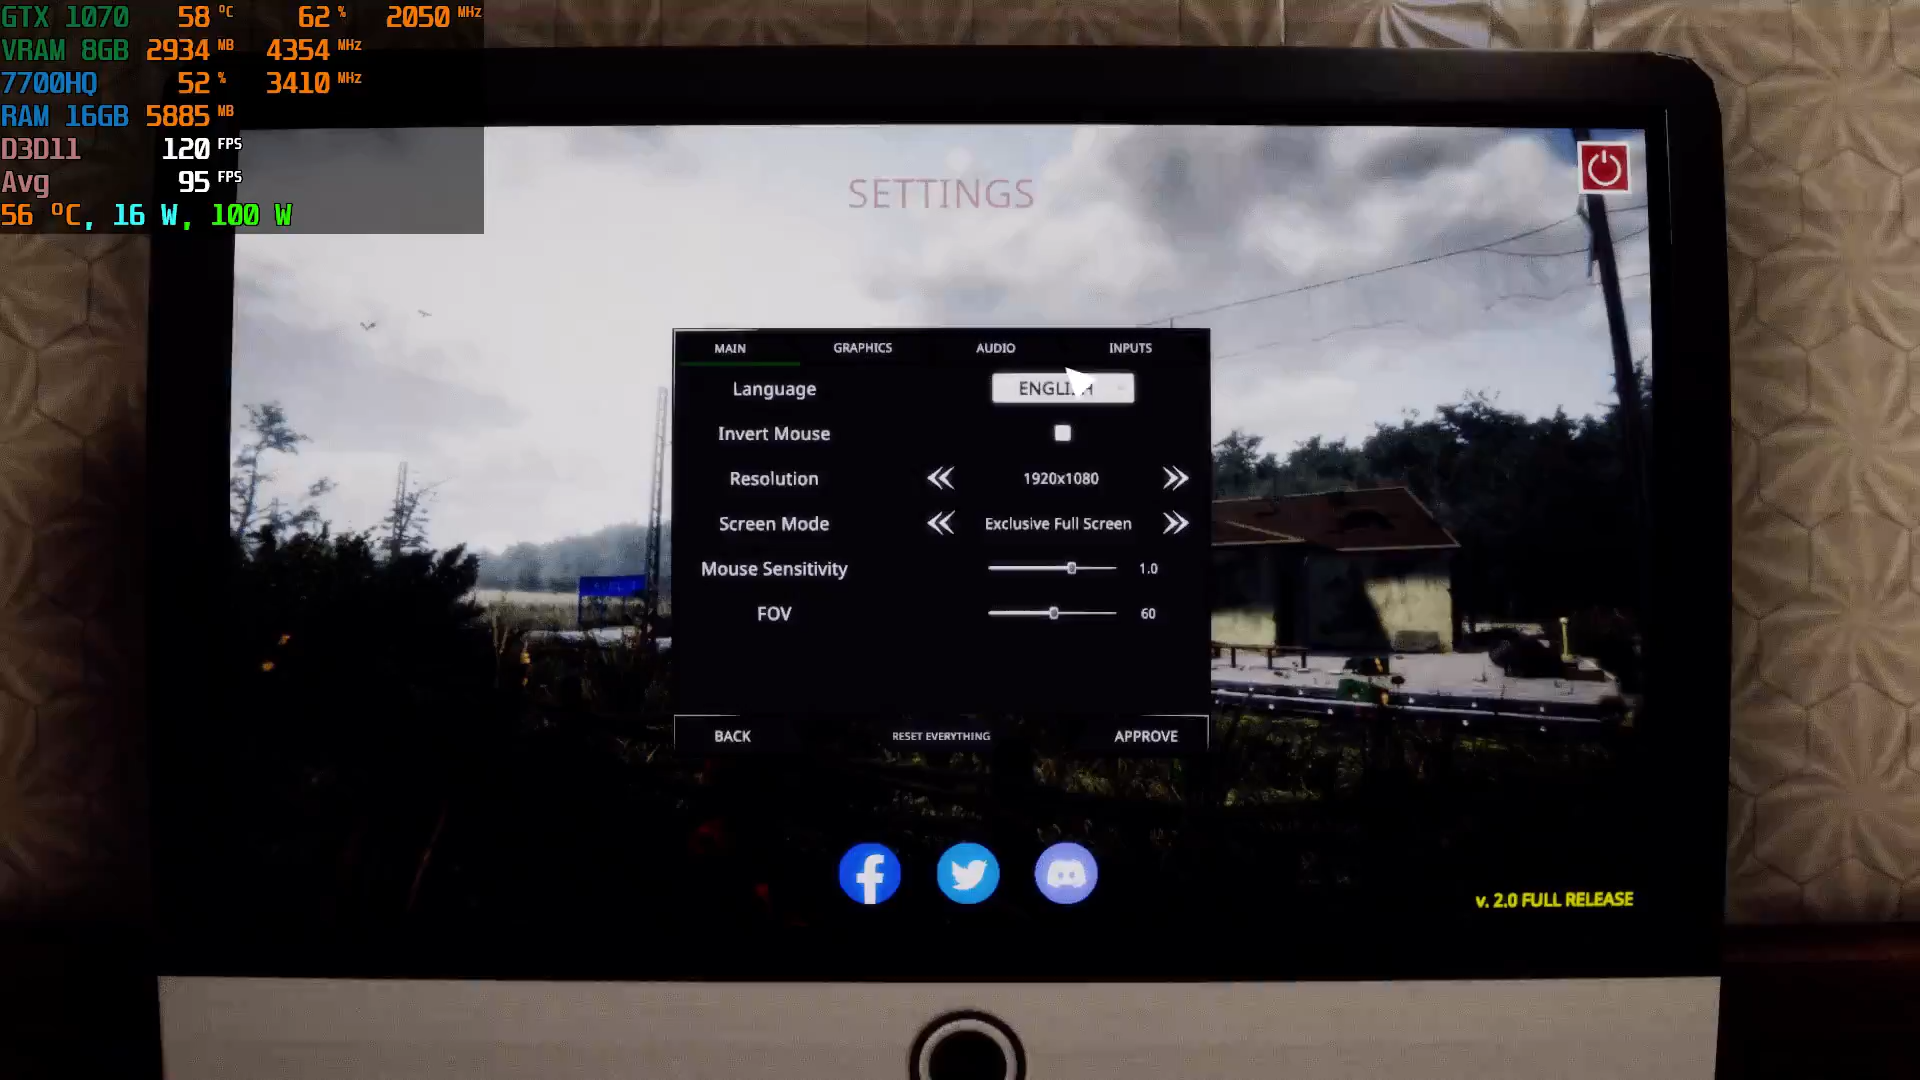 GTX 1070 58 °C 62 % 2050 MHz
VRAM 8GB 2934 MB 4354 MHz
7700HQ 52 % 3410 MHz
RAM 16GB 5885 MB
D3D11 120 FPS
Avg 95 FPS
56 °C, 16 W, 100 W
SETTINGS
MAIN GRAPHICS AUDIO INPUTS
Language ENGLISH
Invert Mouse
Resolution 1920x1080
Screen Mode Exclusive Full Screen
Mouse Sensitivity 1.0
FOV 60
BACK RESET EVERYTHING APPROVE
v. 2.0 FULL RELEASE